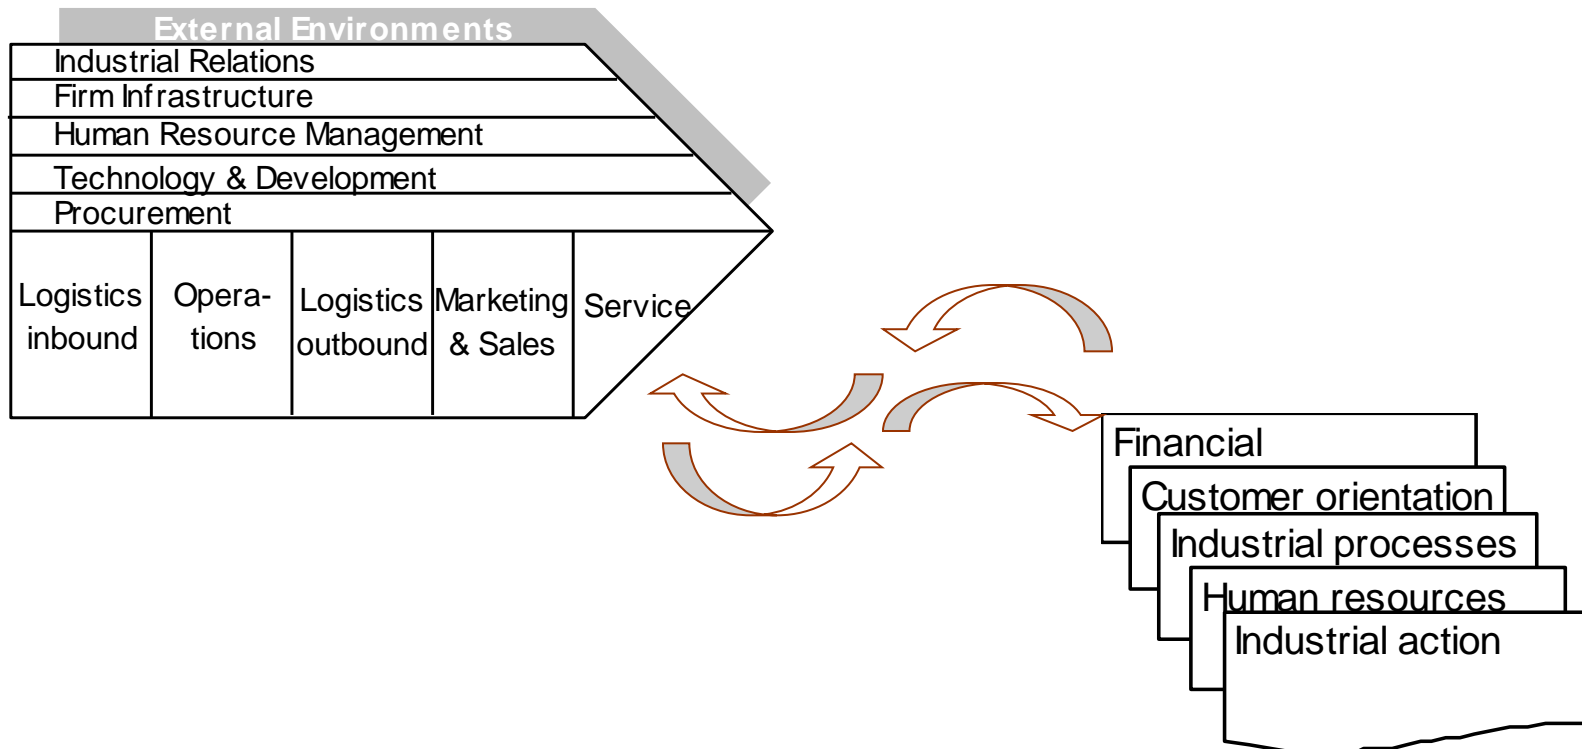 External Environments
Industrial Relations
Firm Infrastructure
Human Resource Management
Technology & Development
Procurement
Logistics
inbound
Opera-
tions
Logistics
outbound
Marketing
& Sales
Service
Financial
Customer orientation
Industrial processes
Human resources
Industrial action